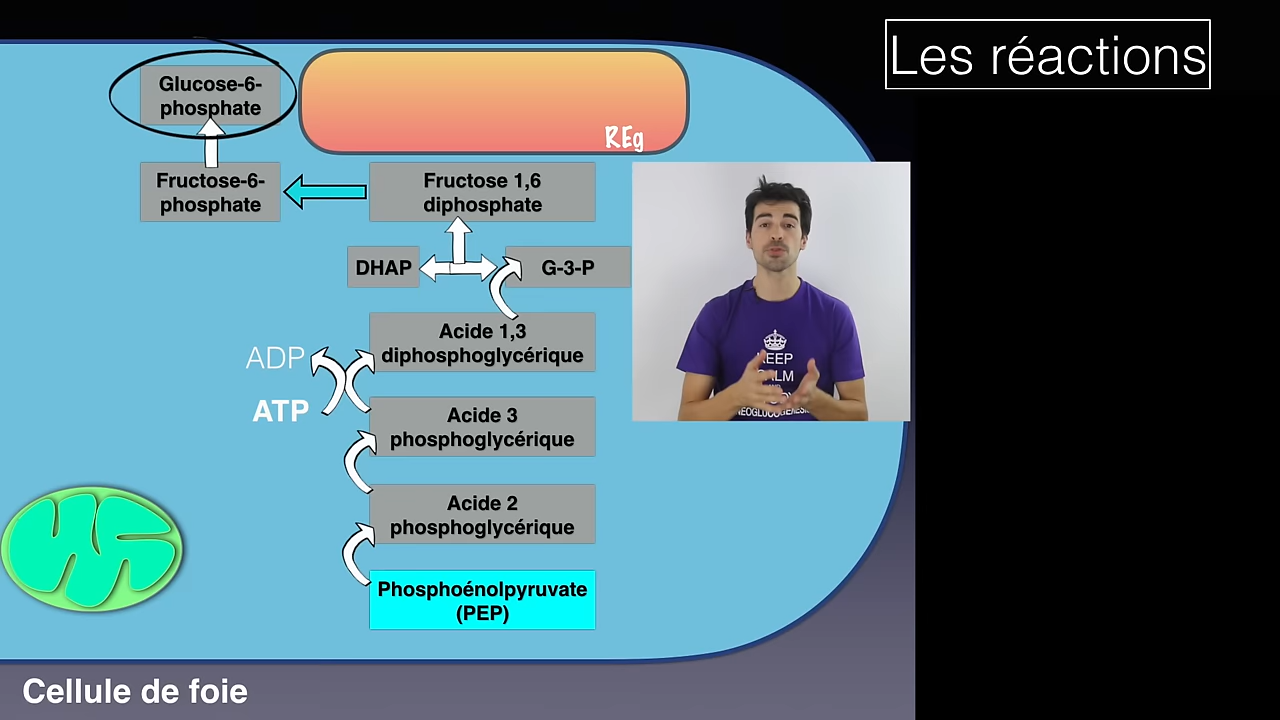 Les réactions
Glucose-6-
phosphate
REg
Fructose-6-
phosphate
Fructose 1,6
diphosphate
DHAP
G-3-P
Acide 1,3
diphosphoglycérique
ADP
ATP
Acide 3
phosphoglycérique
Acide 2
phosphoglycérique
Phosphoénolpyruvate
(PEP)
KEEP
CALM
Cellule de foie